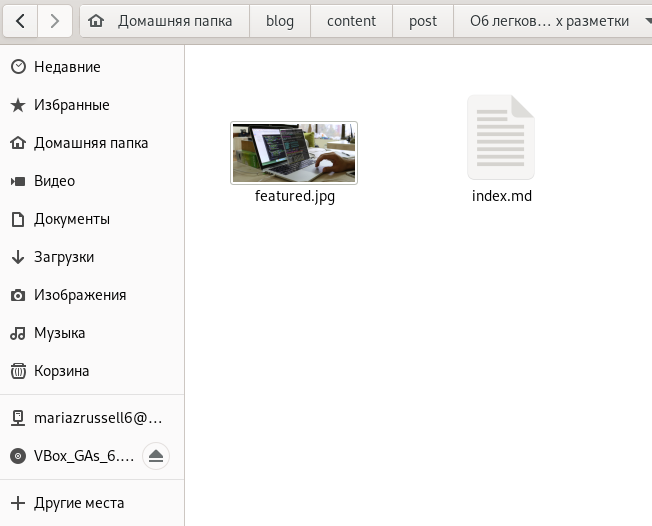 Домашняя папка blog content post Об легков… х разметки
Недавние
Избранные
Домашняя папка
Видео
Документы
Загрузки
Изображения
Музыка
Корзина
mariazrussell6@…
VBox_GAs_6.…
Другие места
featured.jpg
index.md